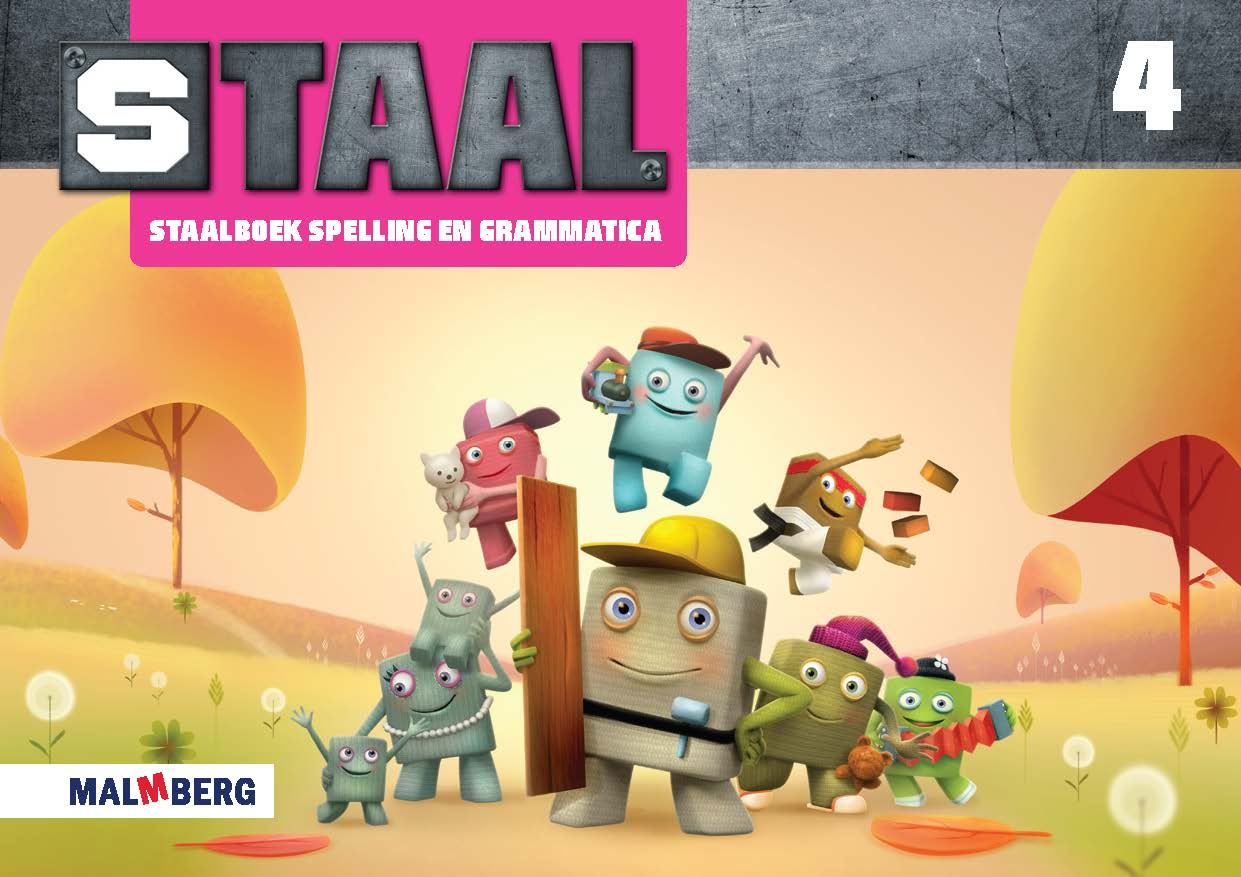 STAAL
4
STAALBOEK SPELLING EN GRAMMATICA
MALMBERG